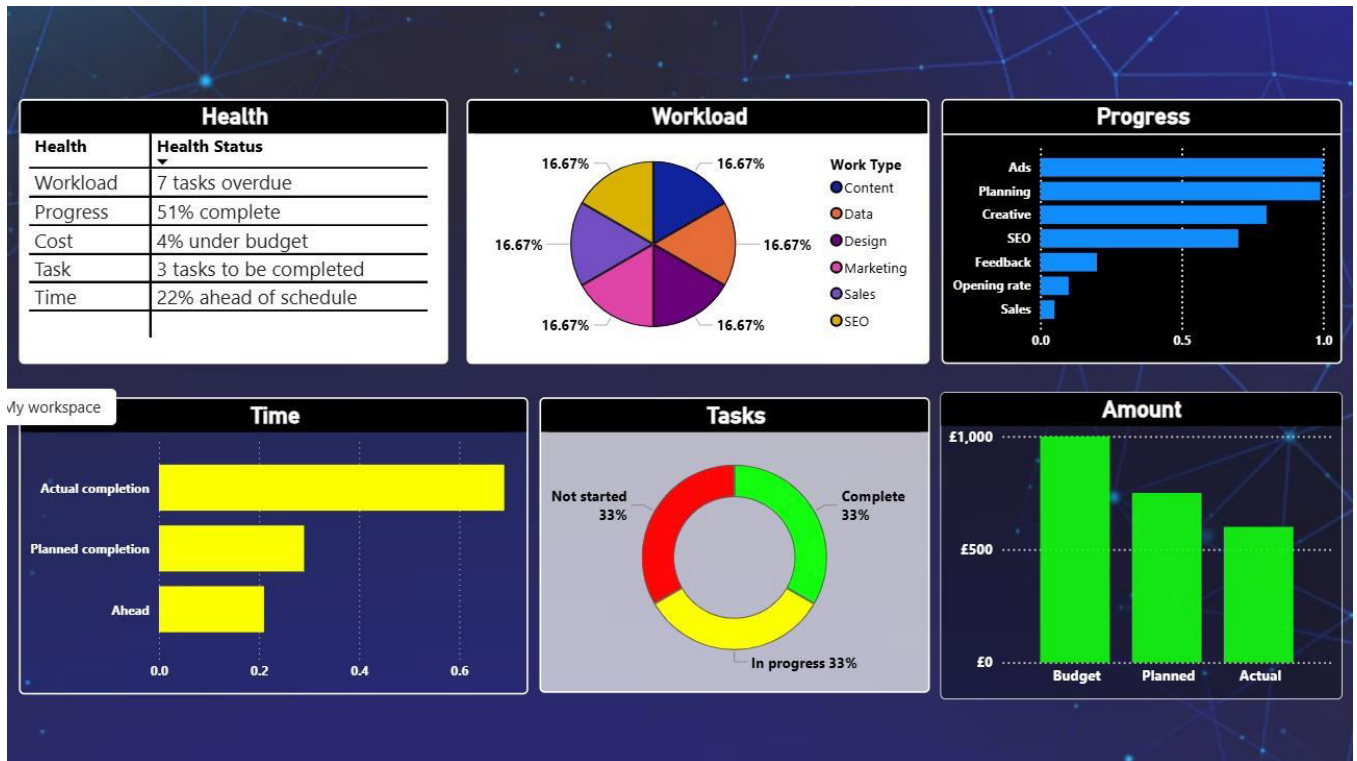 Health
Health Health Status
Workload 7 tasks overdue
Progress 51% complete
Cost 4% under budget
Task 3 tasks to be completed
Time 22% ahead of schedule
Workload
16.67% 16.67%
16.67% 16.67%
16.67% 16.67%
Work Type
Content
Data
Design
Marketing
Sales
SEO
Progress
Ads
Planning
Creative
SEO
Feedback
Opening rate
Sales
0.0 0.5 1.0
My workspace
Time
Actual completion
Planned completion
Ahead
0.0 0.2 0.4 0.6
Tasks
Not started
33%
Complete
33%
In progress 33%
Amount
£1,000
£500
£0
Budget Planned Actual